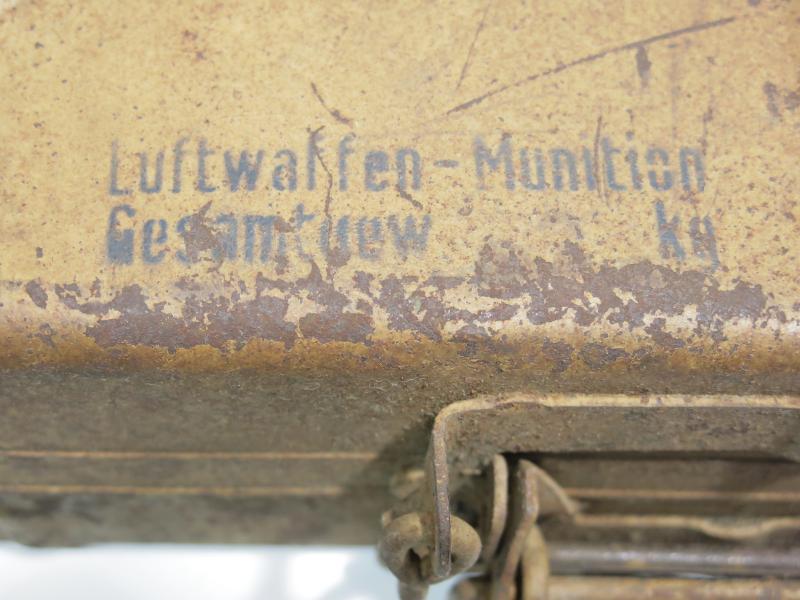 Luftwaffen-Munition
Gesamtgew kg